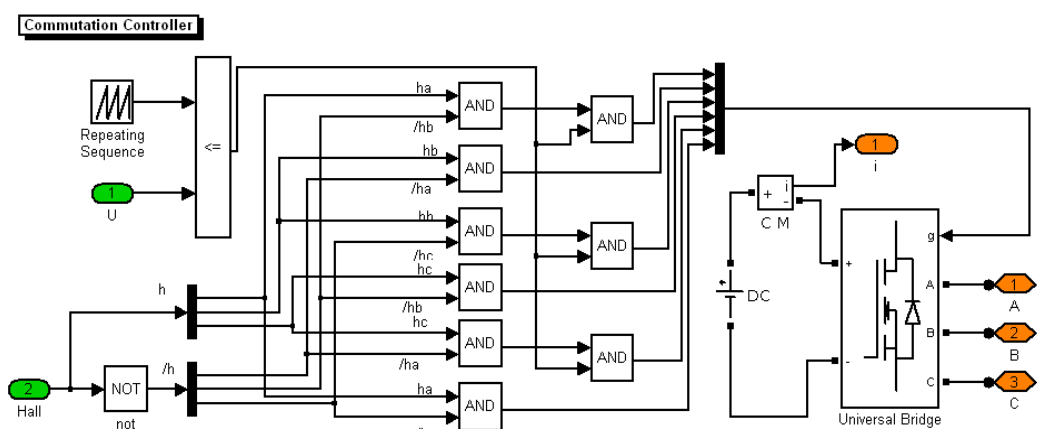 Commutation Controller
Repeating
Sequence
<=
1
U
h
2
Hall
NOT
not
/h
ha
/hb
AND
AND
hb
/ha
AND
hb
/hc
AND
AND
hc
/hb
AND
hc
/ha
AND
AND
ha
AND
1
i
+
i
-
C M
DC
g
+
-
A
B
C
Universal Bridge
1
A
2
B
3
C